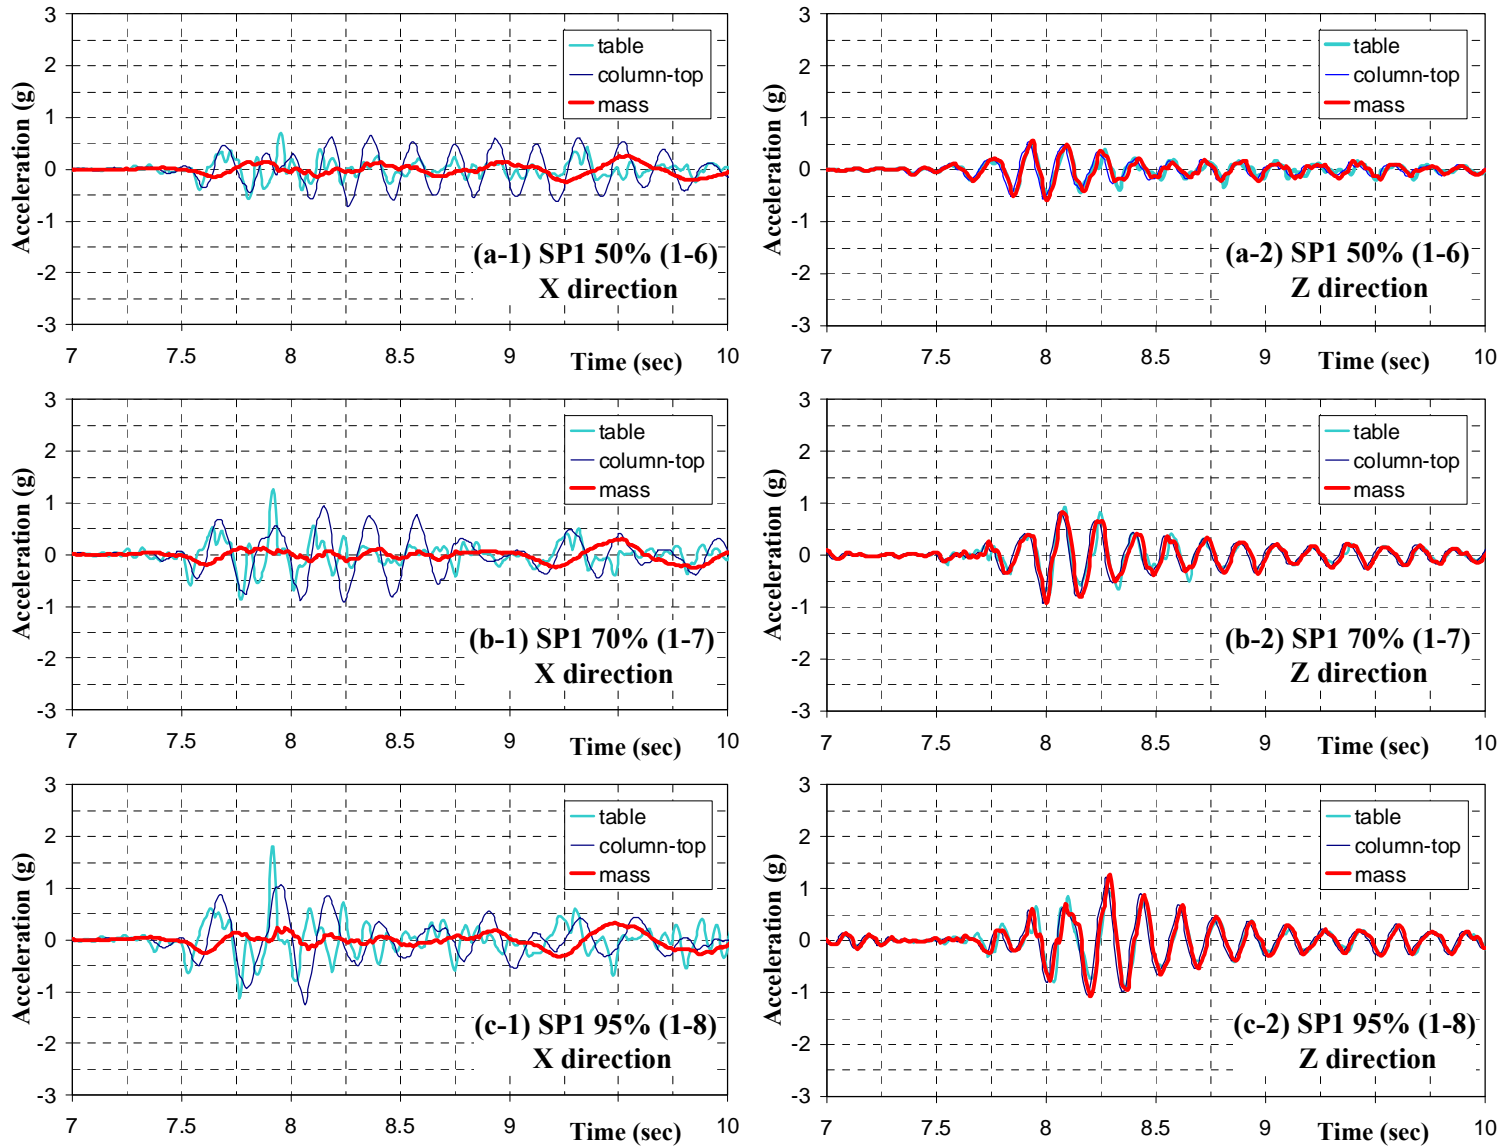 3
2
1
0
-1
-2
-3
Acceleration (g)
table
column-top
mass
(a-1) SP1 50% (1-6)
X direction
7
7.5
8
8.5
9
Time (sec)
10
3
2
1
0
-1
-2
-3
Acceleration (g)
table
column-top
mass
(a-2) SP1 50% (1-6)
Z direction
7
7.5
8
8.5
9
Time (sec)
10
3
2
1
0
-1
-2
-3
Acceleration (g)
table
column-top
mass
(b-1) SP1 70% (1-7)
X direction
7
7.5
8
8.5
9
Time (sec)
10
3
2
1
0
-1
-2
-3
Acceleration (g)
table
column-top
mass
(b-2) SP1 70% (1-7)
Z direction
7
7.5
8
8.5
9
Time (sec)
10
3
2
1
0
-1
-2
-3
Acceleration (g)
table
column-top
mass
(c-1) SP1 95% (1-8)
X direction
7
7.5
8
8.5
9
Time (sec)
10
3
2
1
0
-1
-2
-3
Acceleration (g)
table
column-top
mass
(c-2) SP1 95% (1-8)
Z direction
7
7.5
8
8.5
9
Time (sec)
10